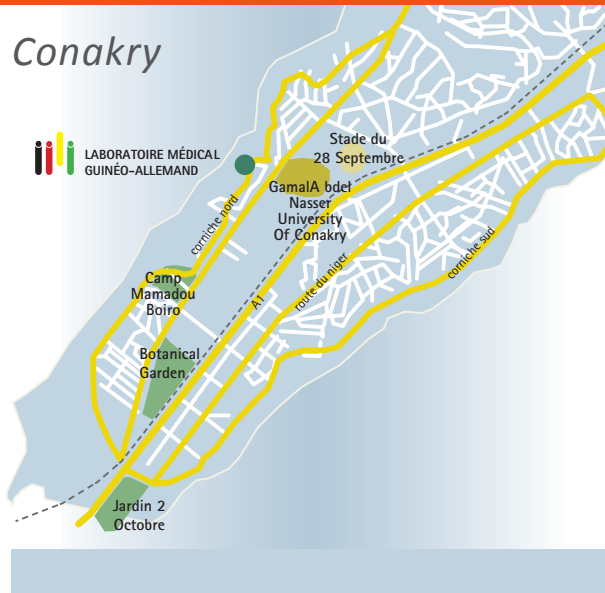 Conakry
LABORATOIRE MÉDICAL
GUINÉO-ALLEMAND
Stade du
28 Septembre
GamalA bdel
Nasser
University
Of Conakry
corniche nord
Camp
Mamadou
Boiro
A1
route du niger
corniche sud
Botanical
Garden
Jardin 2
Octobre